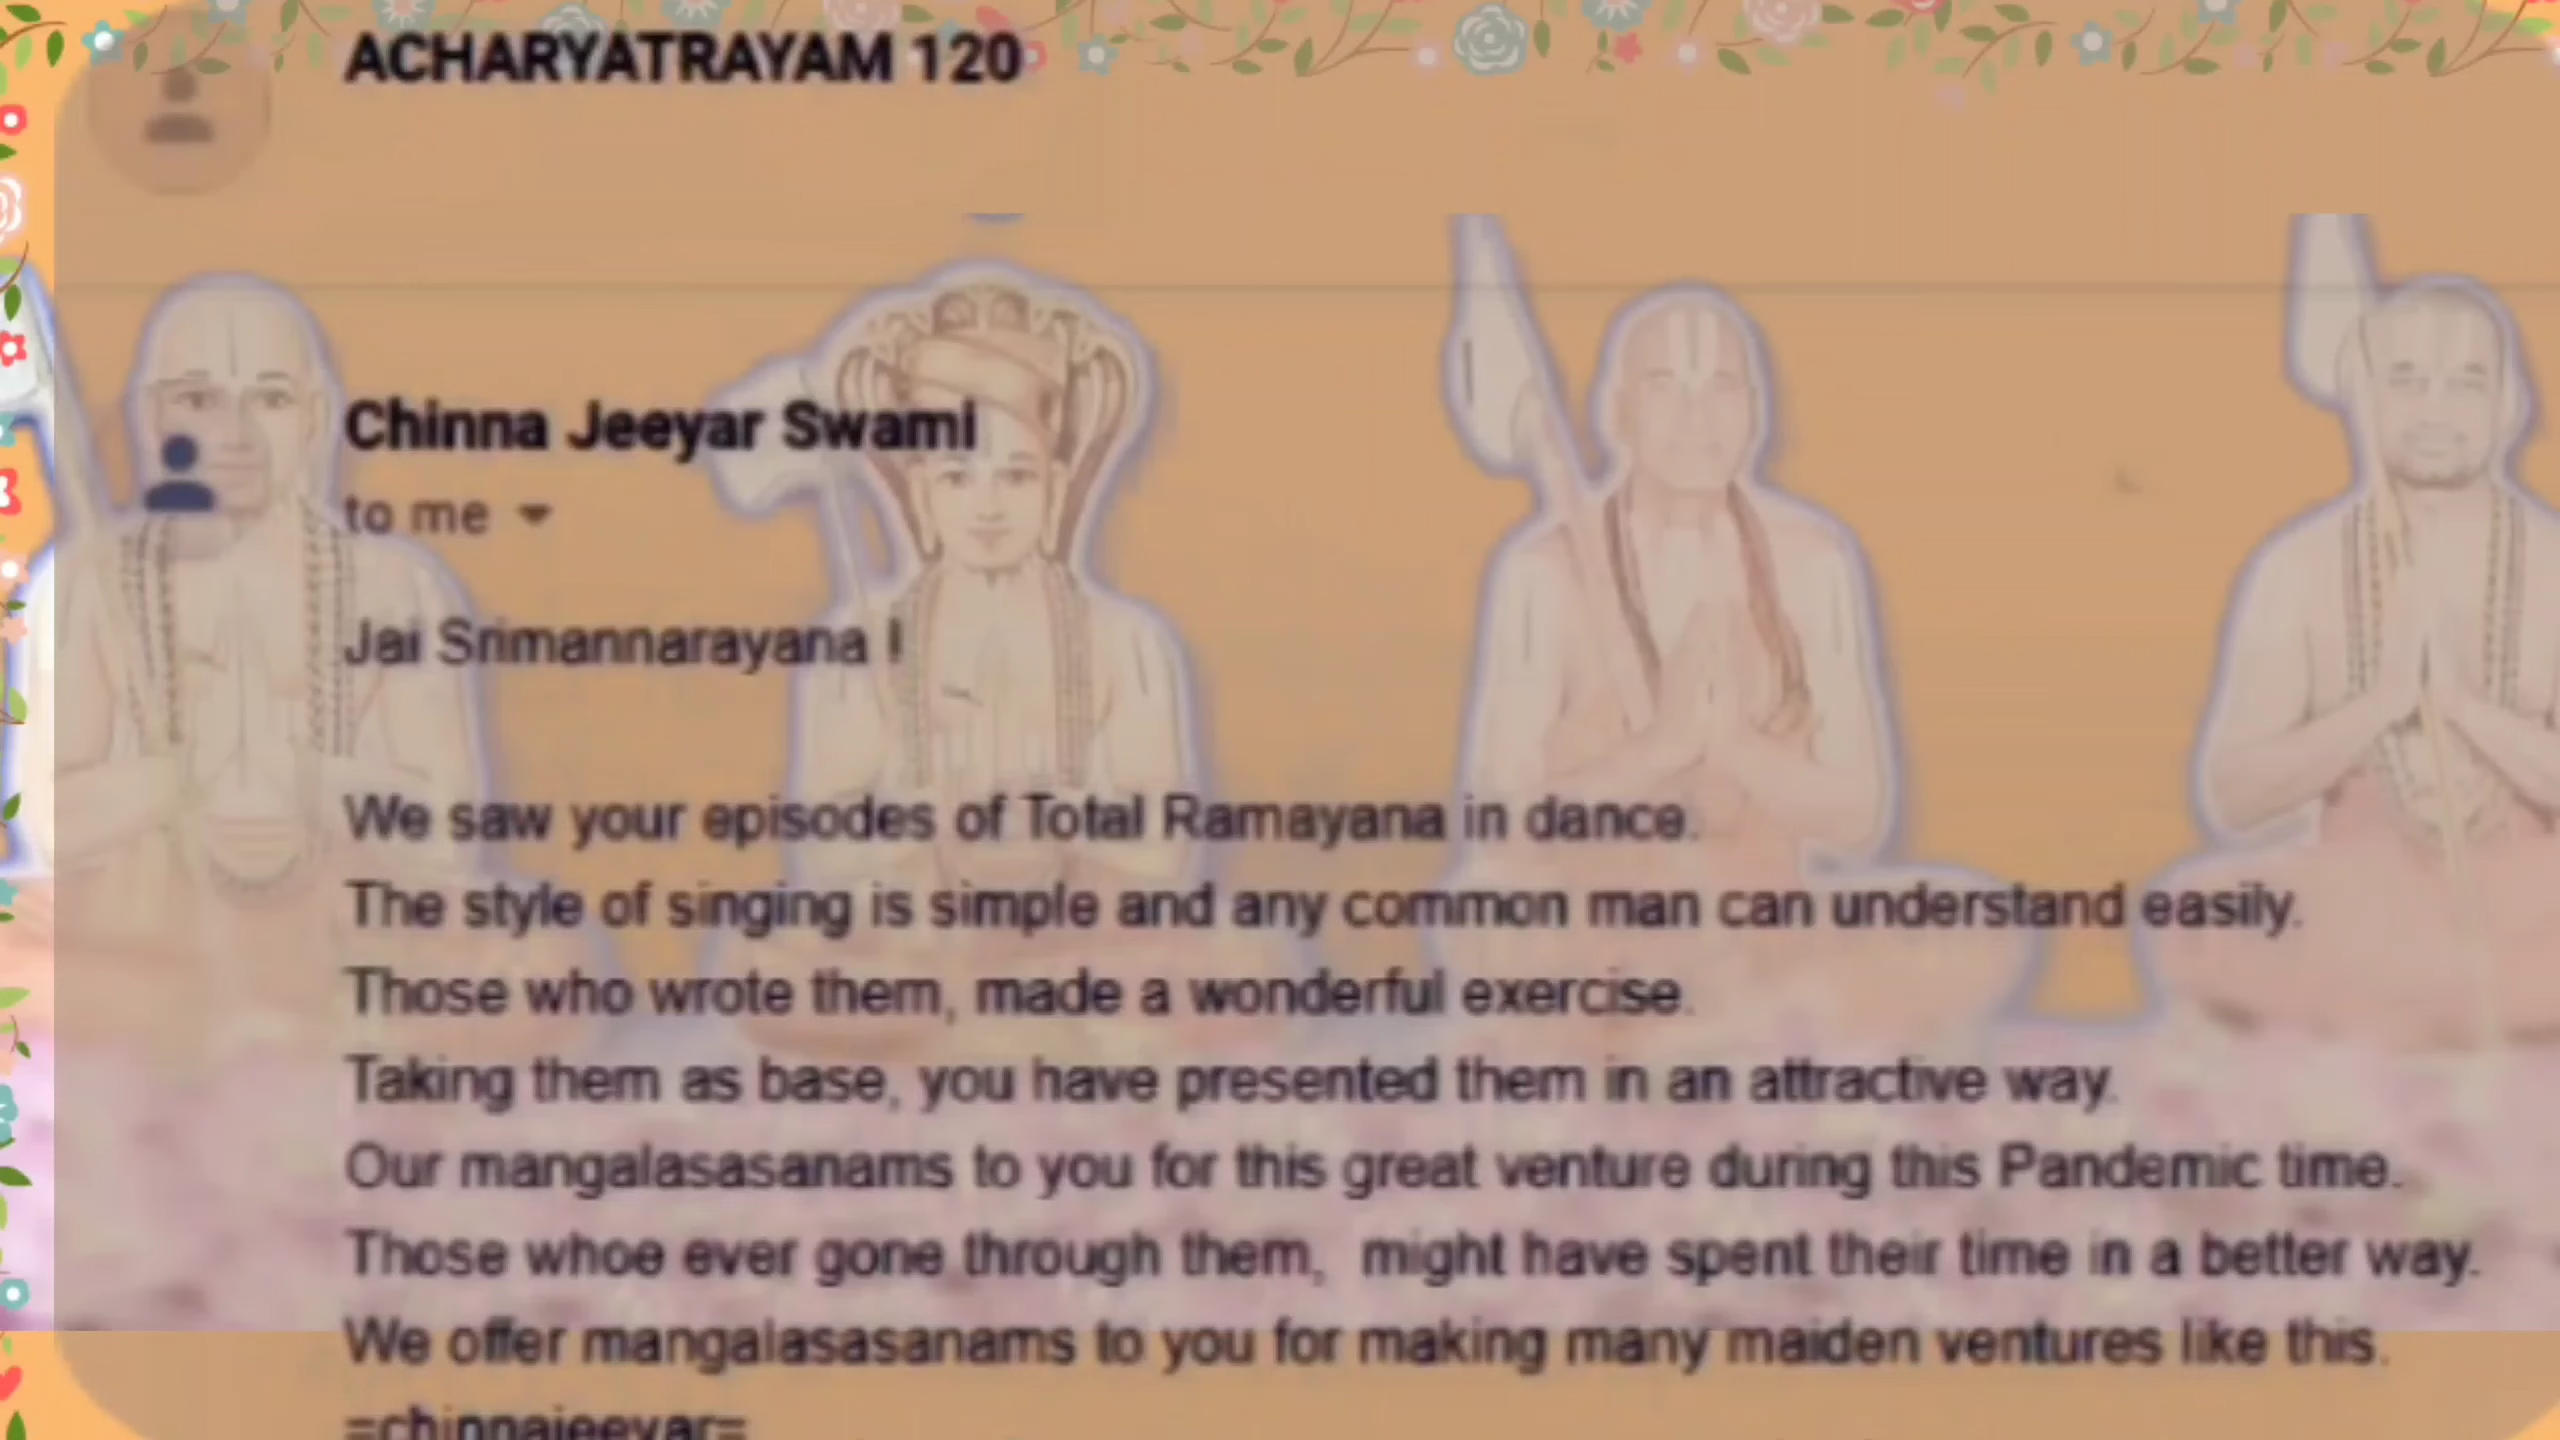 ACHARYATRAYAM 120
Chinna Jeeyar Swami
to me
Jai Srimannarayana !
We saw your episodes of Total Ramayana in dance.
The style of singing is simple and any common man can understand easily.
Those who wrote them, made a wonderful exercise.
Taking them as base, you have presented them in an attractive way.
Our mangalasasanams to you for this great venture during this Pandemic time.
Those whoe ever gone through them,  might have spent their time in a better way.
We offer mangalasasanams to you for making many maiden ventures like this.
=chinnajeeyar=